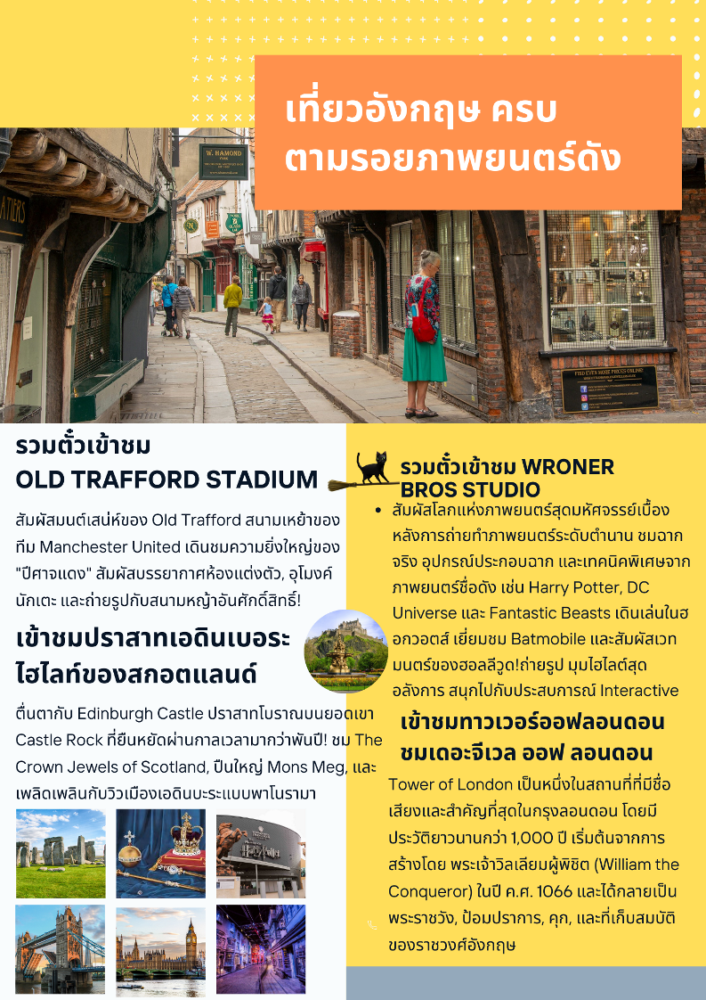 เที่ยวอังกฤษ ครบ
ตามรอยภาพยนตร์ดัง
W. HAMOND
FIND EVEN MORE PRESS ONLINE!
รวมตั๋วเข้าชม
OLD TRAFFORD STADIUM
สัมผัสมนต์เสน่ห์ของ Old Trafford สนามเหย้าของ
ทีม Manchester United เดินชมความยิ่งใหญ่ของ
"ปีศาจแดง" สัมผัสบรรยากาศห้องแต่งตัว, อุโมงค์
นักเตะ และถ่ายรูปกับสนามหญ้าอันศักดิ์สิทธิ์!
เข้าชมปราสาทเอดินเบอระ
ไฮไลท์ของสกอตแลนด์
ตื่นตากับ Edinburgh Castle ปราสาทโบราณบนยอดเขา
Castle Rock ที่ยืนหยัดผ่านกาลเวลามากว่าพันปี! ชม The
Crown Jewels of Scotland, ปืนใหญ่ Mons Meg, และ
เพลิดเพลินกับวิวเมืองเอดินบะระแบบพาโนรามา
รวมตั๋วเข้าชม WRONER
BROS STUDIO
• สัมผัสโลกแห่งภาพยนตร์สุดมหัศจรรย์เบื้อง
หลังการถ่ายทำภาพยนตร์ระดับตำนาน ชมฉาก
จริง อุปกรณ์ประกอบฉาก และเทคนิคพิเศษจาก
ภาพยนตร์ชื่อดัง เช่น Harry Potter, DC
Universe และ Fantastic Beasts เดินเล่นในฮ
อกวอตส์ เยี่ยมชม Batmobile และสัมผัสเวท
มนตร์ของฮอลลีวูด!ถ่ายรูป มุมไฮไลต์สุด
อลังการ สนุกไปกับประสบการณ์ Interactive
เข้าชมทาวเวอร์ออฟลอนดอน
ชมเดอะจีเวล ออฟ ลอนดอน
Tower of London เป็นหนึ่งในสถานที่ที่มีชื่อ
เสียงและสำคัญที่สุดในกรุงลอนดอน โดยมี
ประวัติยาวนานกว่า 1,000 ปี เริ่มต้นจากการ
สร้างโดย พระเจ้าวิลเลียมผู้พิชิต (William the
Conqueror) ในปี ค.ศ. 1066 และได้กลายเป็น
พระราชวัง, ป้อมปราการ, คุก, และที่เก็บสมบัติ
ของราชวงศ์อังกฤษ